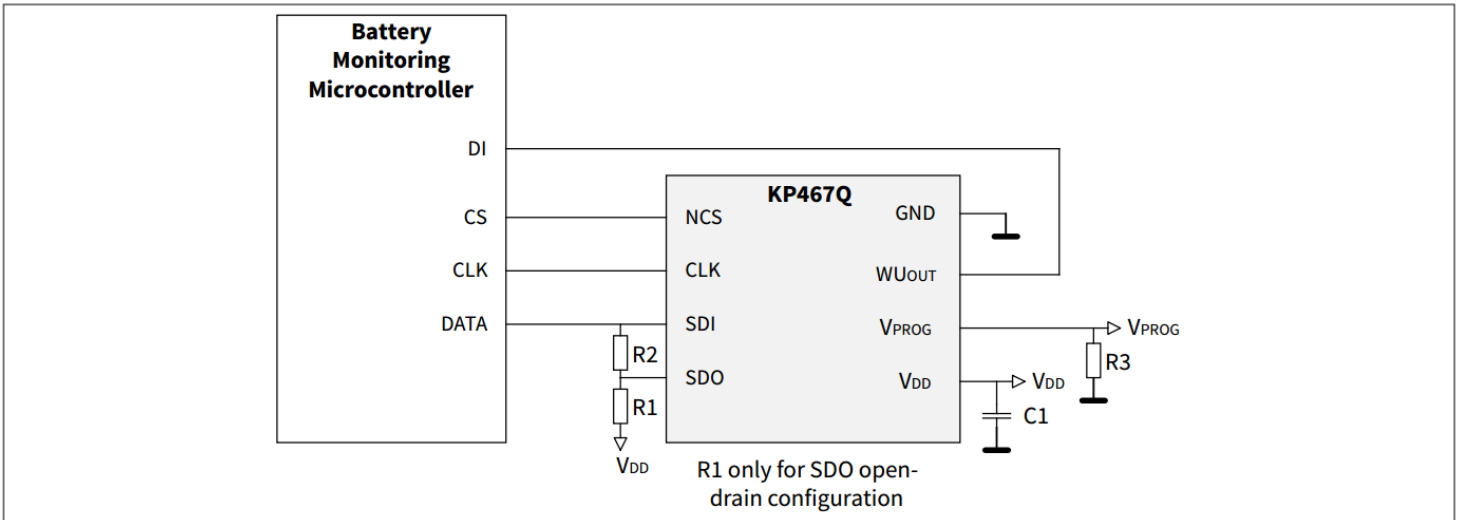 Battery
Monitoring
Microcontroller
DI
CS
CLK
DATA
KP467Q
NCS
CLK
SDI
SDO
GND
WUOUT
VPROG
VDD
R2
R1
VDD
VPROG
R3
VDD
C1
R1 only for SDO open-
drain configuration